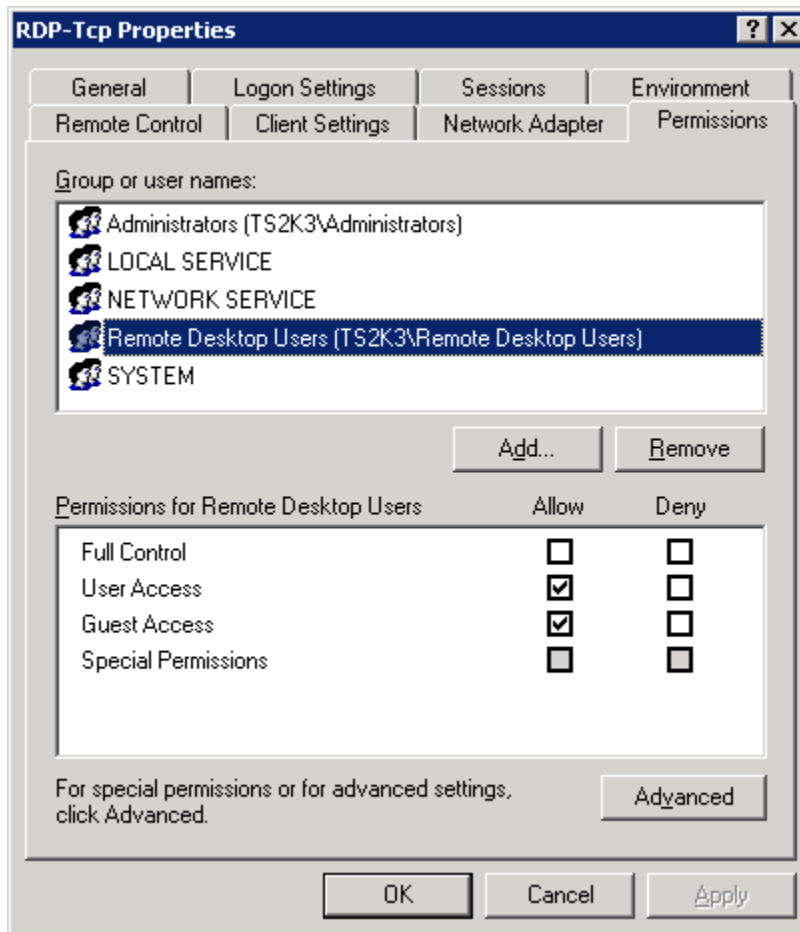 RDP-Tcp Properties
General Logon Settings Sessions Environment
Remote Control Client Settings Network Adapter Permissions
Group or user names:
Administrators (TS2K3\Administrators)
LOCAL SERVICE
NETWORK SERVICE
Remote Desktop Users (TS2K3\Remote Desktop Users)
SYSTEM
Add... Remove
Permissions for Remote Desktop Users Allow Deny
Full Control
User Access
Guest Access
Special Permissions
For special permissions or for advanced settings,
click Advanced.
Advanced
OK Cancel Apply